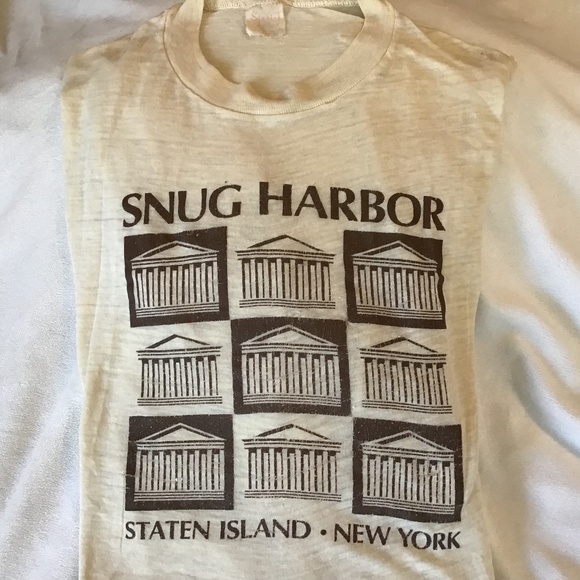 SNUG HARBOR
STATEN ISLAND • NEW YORK